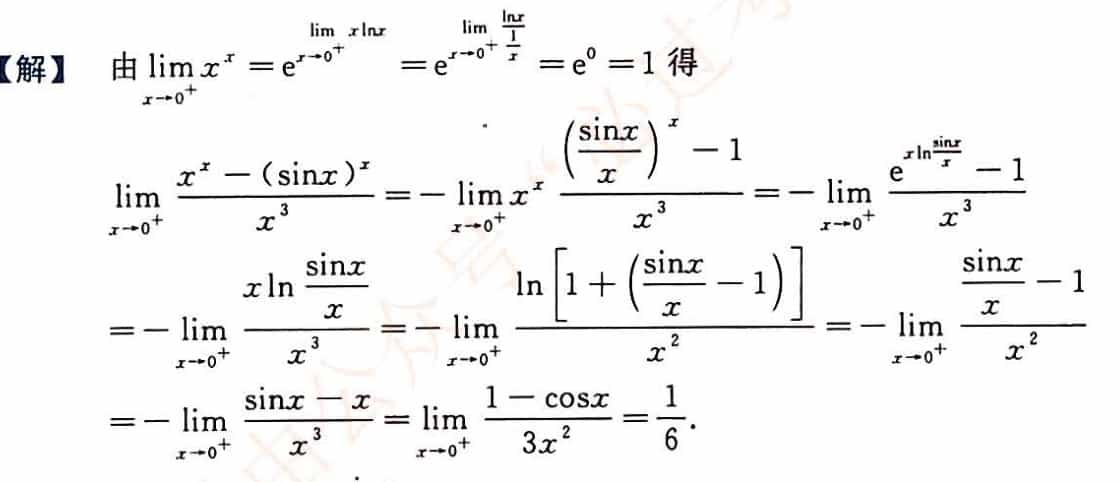 【解】 由 $\lim\limits_{x\to 0^+} x^x = e^{\lim\limits_{x\to 0^+} x\ln x} = e^{\lim\limits_{x\to 0^+} \frac{\ln x}{\frac{1}{x}}} = e^0 = 1$ 得
$\lim\limits_{x\to 0^+} \frac{x^x - (\sin x)^x}{x^3} = -\lim\limits_{x\to 0^+} x^x \frac{\left(\frac{\sin x}{x}\right)^x - 1}{x^3} = -\lim\limits_{x\to 0^+} \frac{e^{x\ln\frac{\sin x}{x}} - 1}{x^3}$
$= -\lim\limits_{x\to 0^+} \frac{x\ln\frac{\sin x}{x}}{x^3} = -\lim\limits_{x\to 0^+} \frac{\ln\left[1 + \left(\frac{\sin x}{x} - 1\right)\right]}{x^2} = -\lim\limits_{x\to 0^+} \frac{\frac{\sin x}{x} - 1}{x^2}$
$= -\lim\limits_{x\to 0^+} \frac{\sin x - x}{x^3} = \lim\limits_{x\to 0^+} \frac{1 - \cos x}{3x^2} = \frac{1}{6}.$